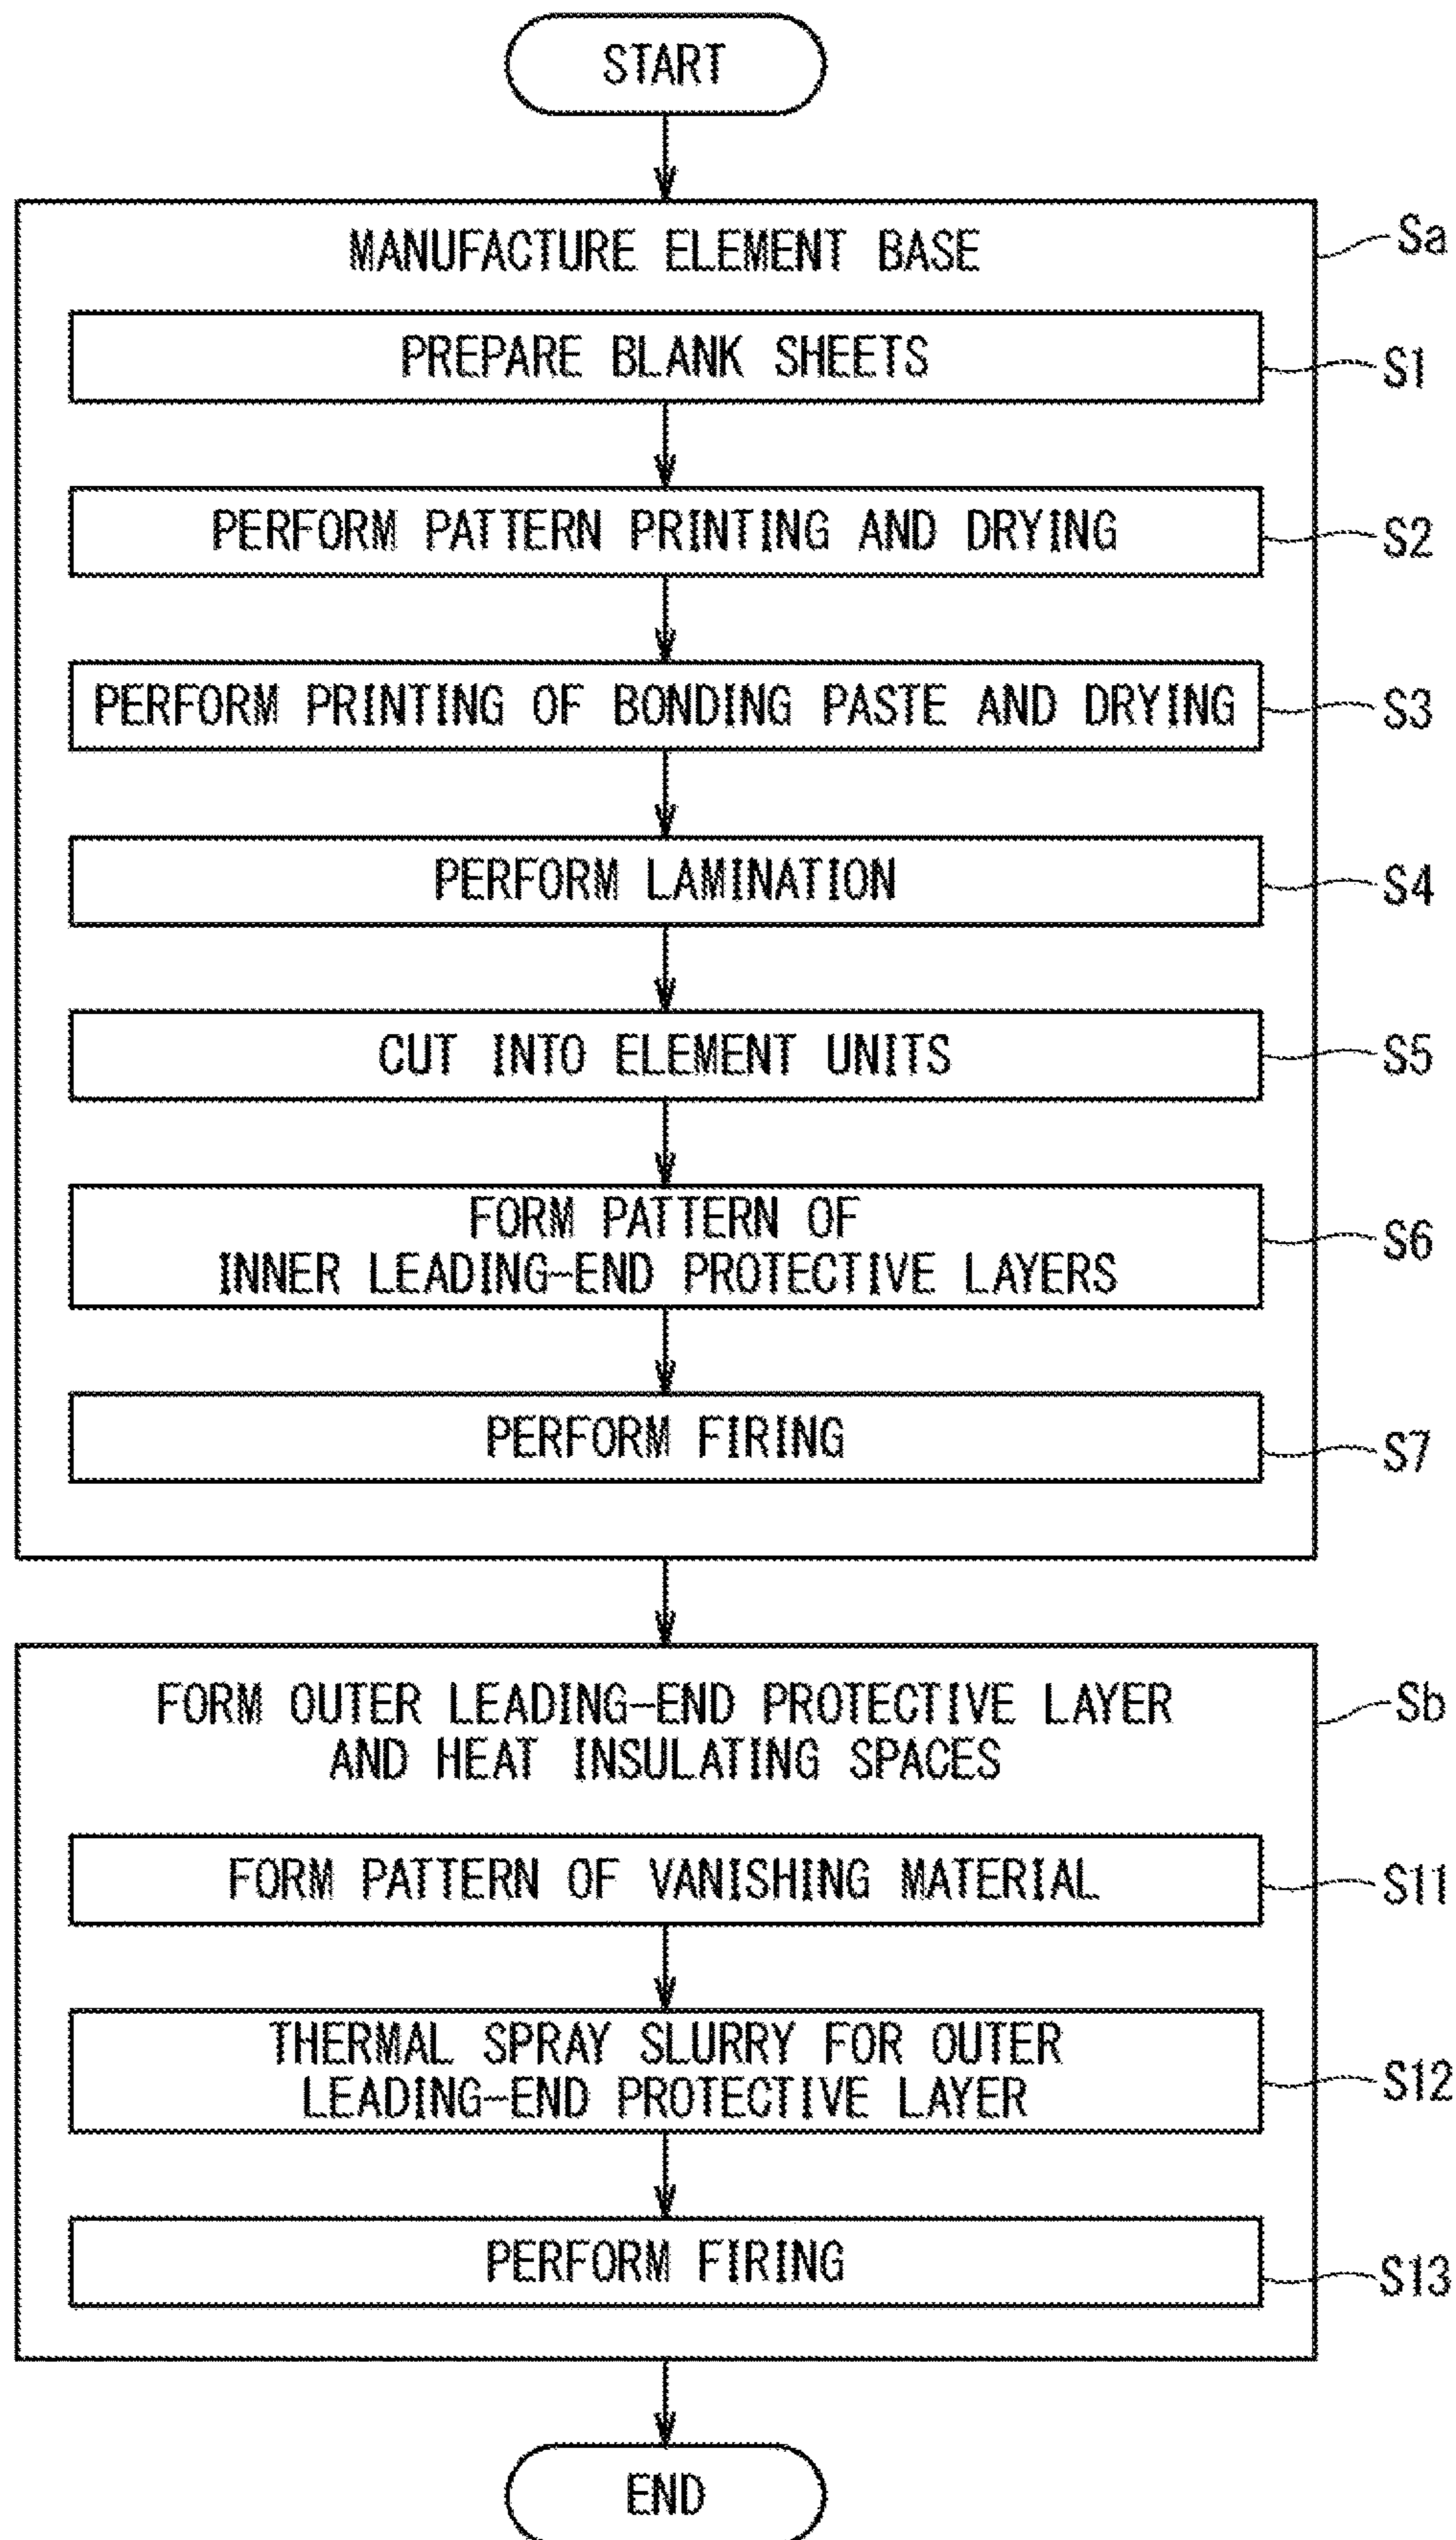 START
MANUFACTURE ELEMENT BASE
Sa
PREPARE BLANK SHEETS
S1
PERFORM PATTERN PRINTING AND DRYING
S2
PERFORM PRINTING OF BONDING PASTE AND DRYING
S3
PERFORM LAMINATION
S4
CUT INTO ELEMENT UNITS
S5
FORM PATTERN OF
INNER LEADING-END PROTECTIVE LAYERS
S6
PERFORM FIRING
S7
FORM OUTER LEADING-END PROTECTIVE LAYER
AND HEAT INSULATING SPACES
Sb
FORM PATTERN OF VANISHING MATERIAL
S11
THERMAL SPRAY SLURRY FOR OUTER
LEADING-END PROTECTIVE LAYER
S12
PERFORM FIRING
S13
END